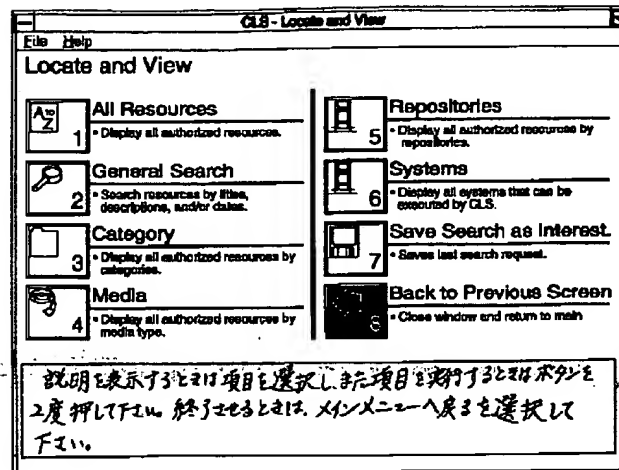 CLS - Locate and View
File Help
Locate and View
A to Z
1
All Resources
• Display all authorized resources.
2
General Search
• Search resources by titles,
descriptions, and/or dates.
3
Category
• Display all authorized resources by
categories.
4
Media
• Display all authorized resources by
media type.
5
Repositories
• Display all authorized resources by
repositories.
6
Systems
• Display all systems that can be
executed by CLS.
7
Save Search as Interest.
• Saves last search request.
8
Back to Previous Screen
• Close window and return to main
説明を表示するときは項目を選択し、また項目を実行するときはボタンを
2度押して下さい。終了させるときは、メインメニューへ戻るを選択して
下さい。